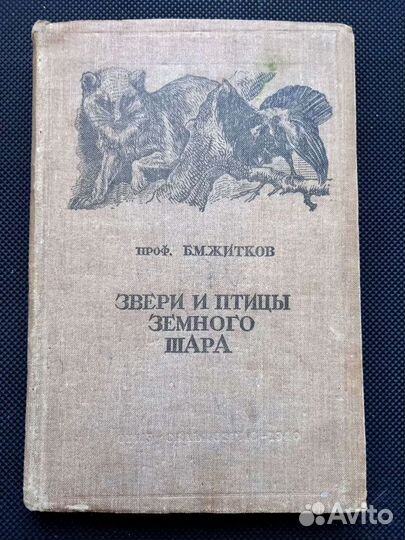 ПРОФ. Б.М.ЖИТКОВ
ЗВЕРИ И ПТИЦЫ
ЗЕМНОГО
ШАРА
Avito